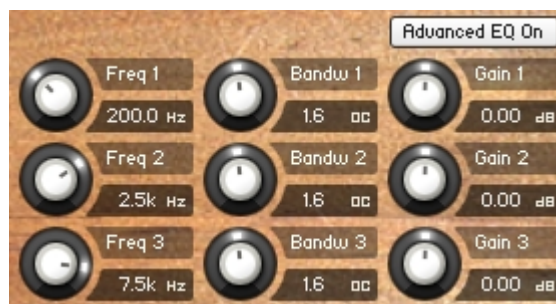 Advanced EQ On
Freq 1 Bandw 1 Gain 1
200.0 Hz 1.6 OC 0.00 dB
Freq 2 Bandw 2 Gain 2
2.5k Hz 1.6 OC 0.00 dB
Freq 3 Bandw 3 Gain 3
7.5k Hz 1.6 OC 0.00 dB